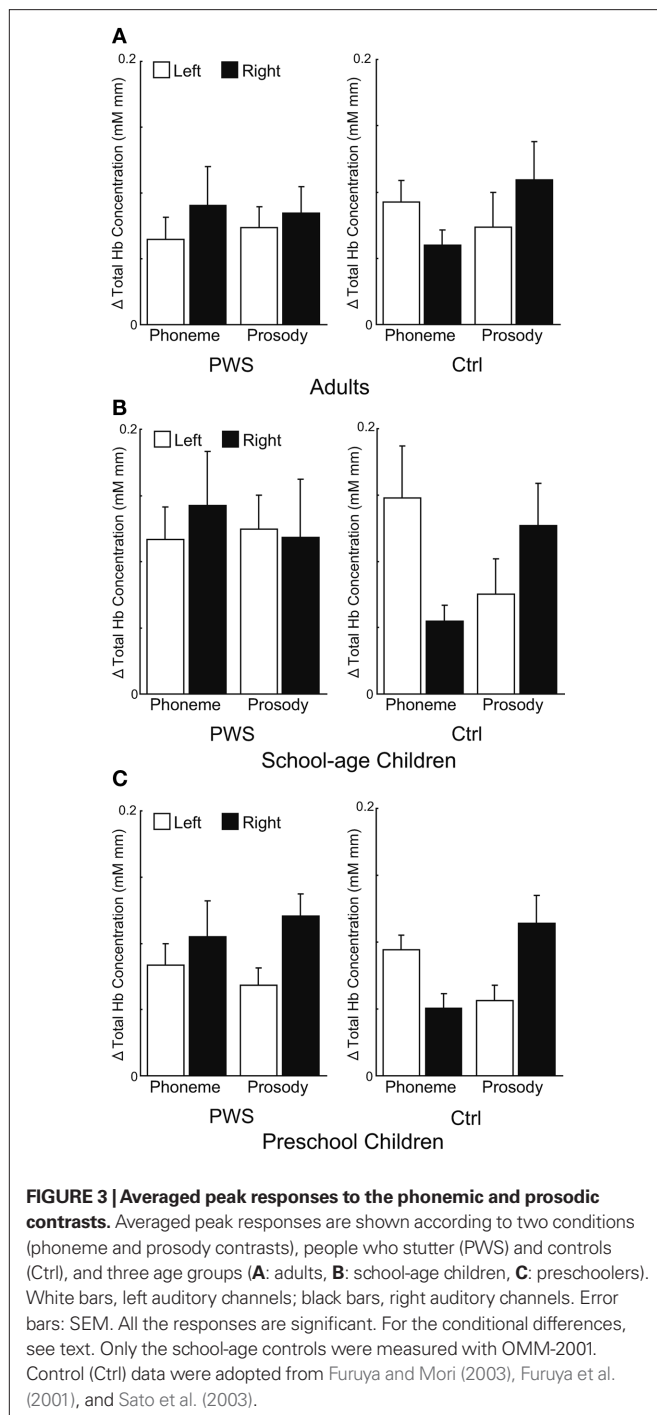 A
0.2
Left Right
Δ Total Hb Concentration (mM mm)
0
Phoneme Prosody
PWS
0.2
Δ Total Hb Concentration (mM mm)
0
Phoneme Prosody
Ctrl
Adults
B
0.2
Left Right
Δ Total Hb Concentration (mM mm)
0
Phoneme Prosody
PWS
0.2
Δ Total Hb Concentration (mM mm)
0
Phoneme Prosody
Ctrl
School-age Children
C
0.2
Left Right
Δ Total Hb Concentration (mM mm)
0
Phoneme Prosody
PWS
0.2
Δ Total Hb Concentration (mM mm)
0
Phoneme Prosody
Ctrl
Preschool Children
FIGURE 3 | Averaged peak responses to the phonemic and prosodic
contrasts. Averaged peak responses are shown according to two conditions
(phoneme and prosody contrasts), people who stutter (PWS) and controls
(Ctrl), and three age groups (A: adults, B: school-age children, C: preschoolers).
White bars, left auditory channels; black bars, right auditory channels. Error
bars: SEM. All the responses are significant. For the conditional differences,
see text. Only the school-age controls were measured with OMM-2001.
Control (Ctrl) data were adopted from Furuya and Mori (2003), Furuya et al.
(2001), and Sato et al. (2003).